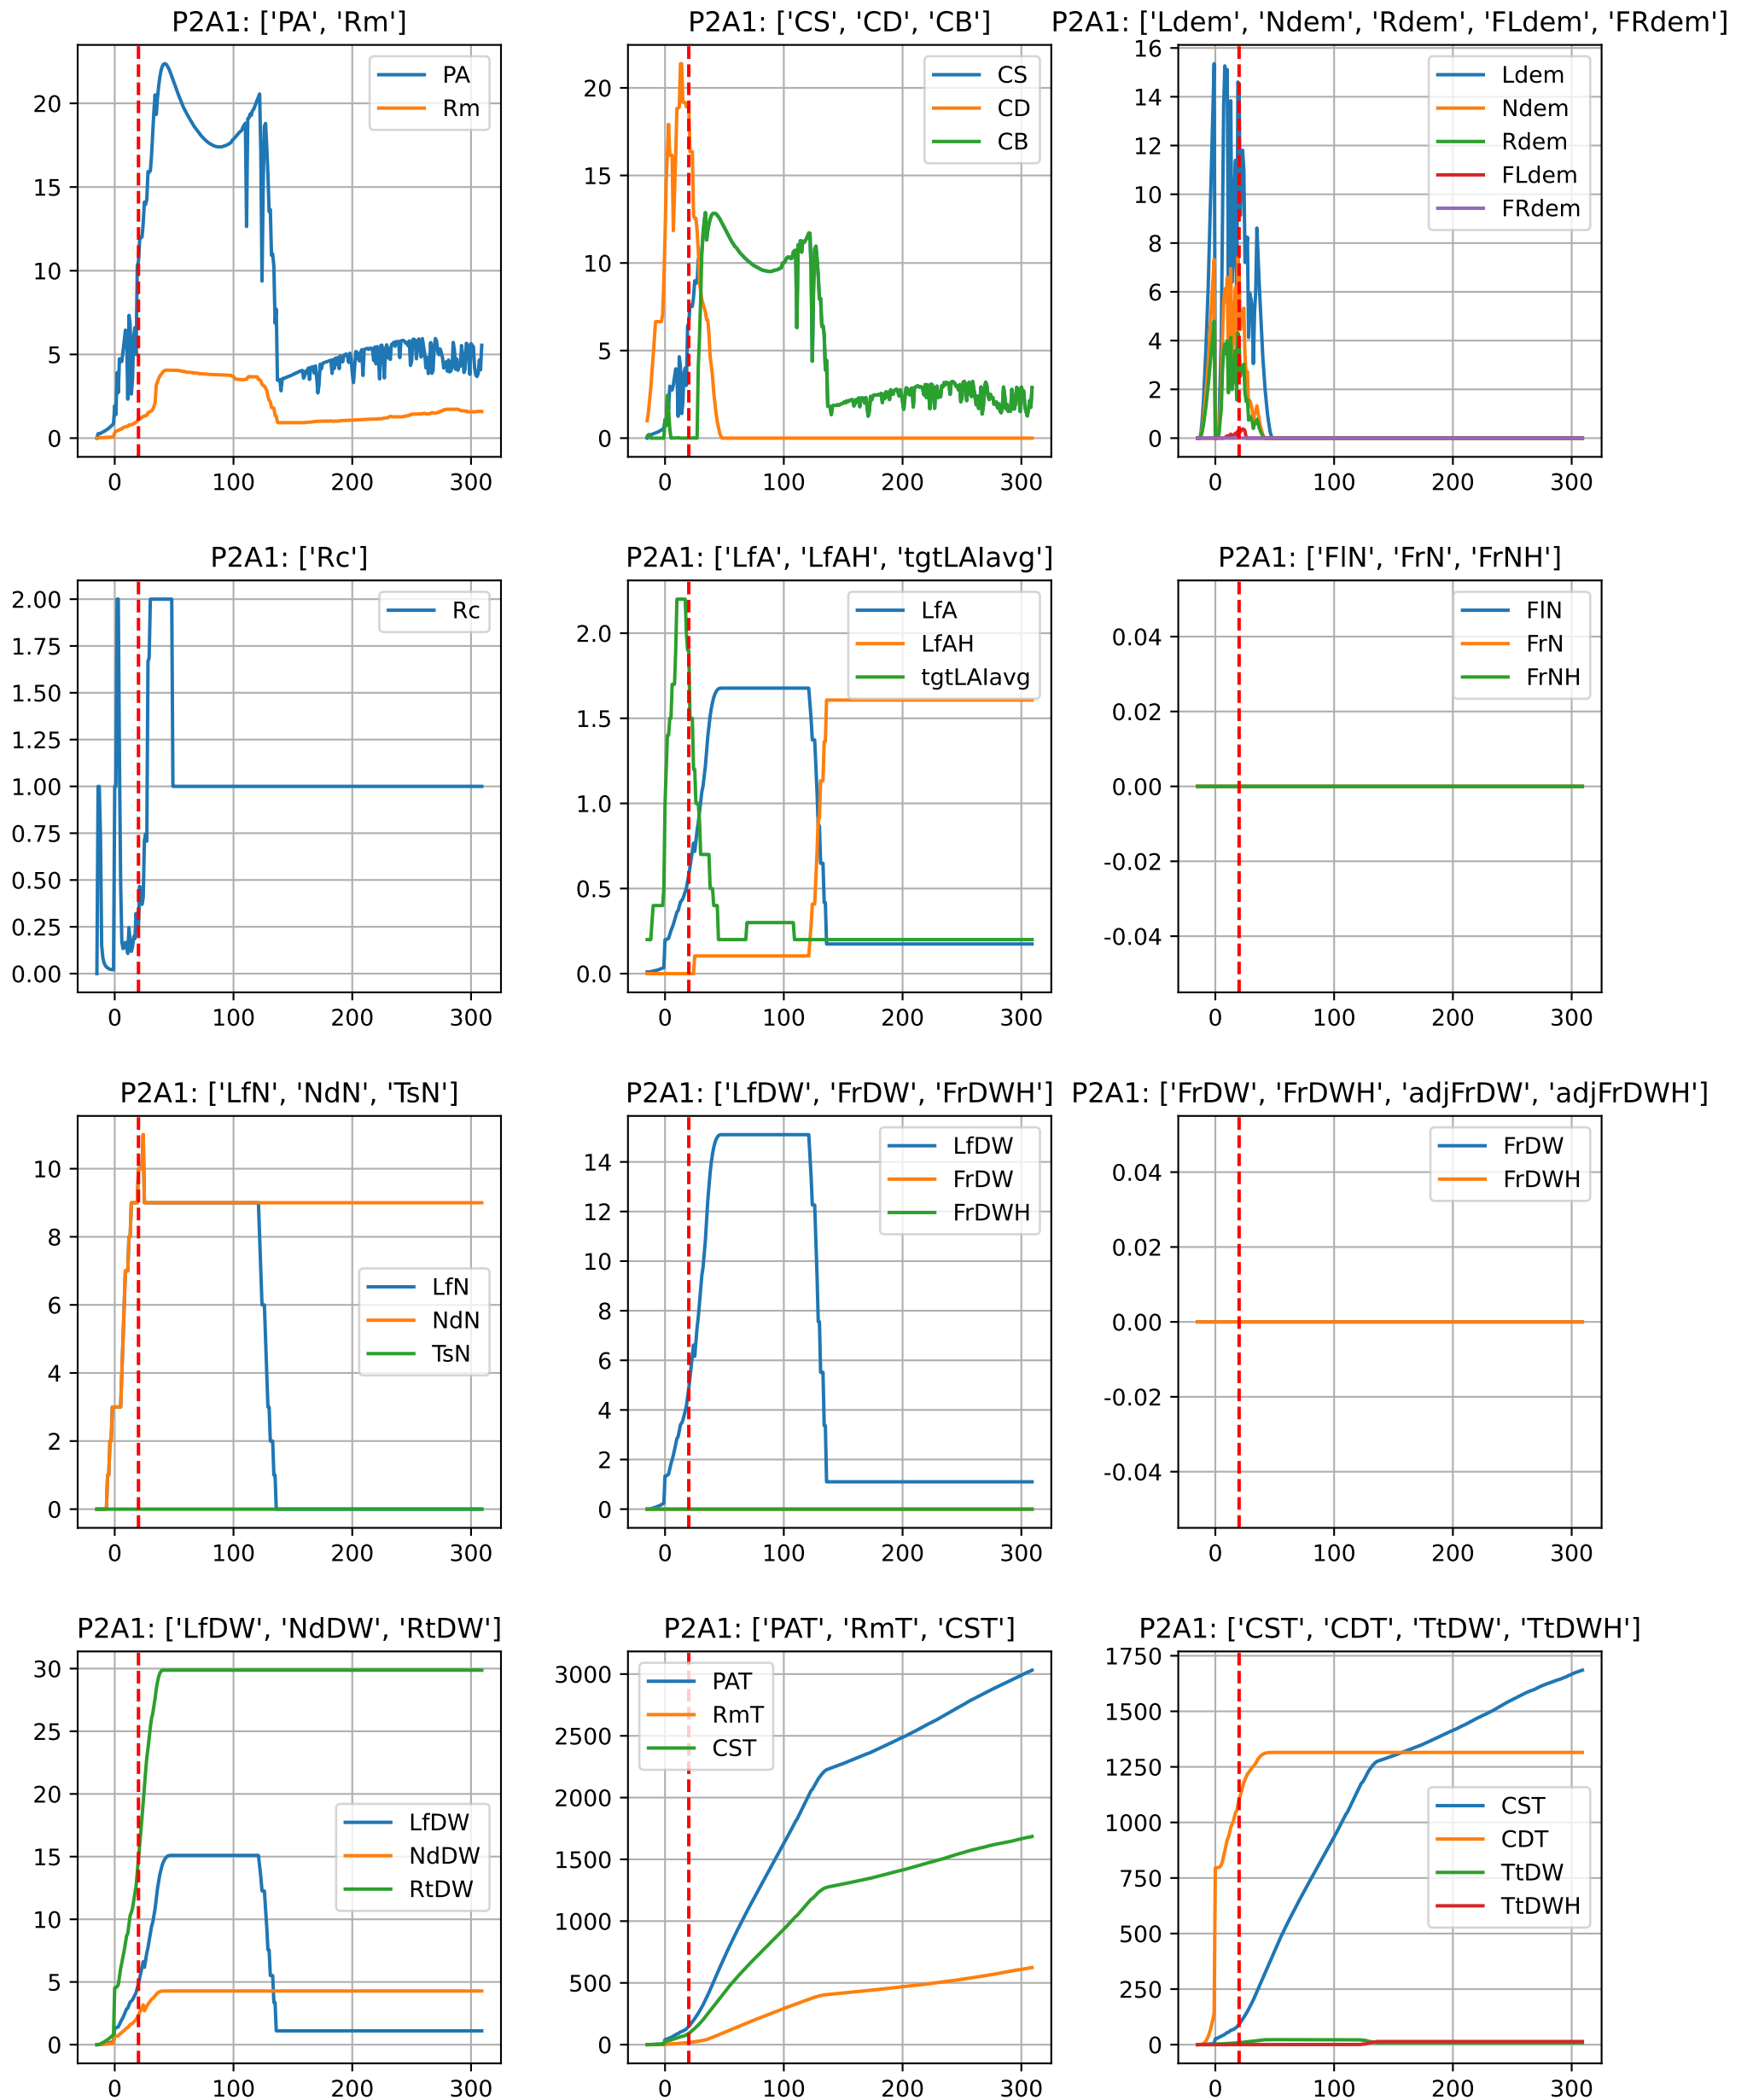 P2A1: ['PA', 'Rm']
20
15
10
5
0
0 100 200 300
PA
Rm
P2A1: ['CS', 'CD', 'CB']
20
15
10
5
0
0 100 200 300
CS
CD
CB
P2A1: ['Ldem', 'Ndem', 'Rdem', 'FLdem', 'FRdem']
16
14
12
10
8
6
4
2
0
0 100 200 300
Ldem
Ndem
Rdem
FLdem
FRdem
P2A1: ['Rc']
2.00
1.75
1.50
1.25
1.00
0.75
0.50
0.25
0.00
0 100 200 300
Rc
P2A1: ['LfA', 'LfAH', 'tgtLAIavg']
2.0
1.5
1.0
0.5
0.0
0 100 200 300
LfA
LfAH
tgtLAIavg
P2A1: ['FlN', 'FrN', 'FrNH']
0.04
0.02
0.00
-0.02
-0.04
0 100 200 300
FlN
FrN
FrNH
P2A1: ['LfN', 'NdN', 'TsN']
10
8
6
4
2
0
0 100 200 300
LfN
NdN
TsN
P2A1: ['LfDW', 'FrDW', 'FrDWH']
14
12
10
8
6
4
2
0
0 100 200 300
LfDW
FrDW
FrDWH
P2A1: ['FrDW', 'FrDWH', 'adjFrDW', 'adjFrDWH']
0.04
0.02
0.00
-0.02
-0.04
0 100 200 300
FrDW
FrDWH
P2A1: ['LfDW', 'NdDW', 'RtDW']
30
25
20
15
10
5
0
0 100 200 300
LfDW
NdDW
RtDW
P2A1: ['PAT', 'RmT', 'CST']
3000
2500
2000
1500
1000
500
0
0 100 200 300
PAT
RmT
CST
P2A1: ['CST', 'CDT', 'TtDW', 'TtDWH']
1750
1500
1250
1000
750
500
250
0
0 100 200 300
CST
CDT
TtDW
TtDWH